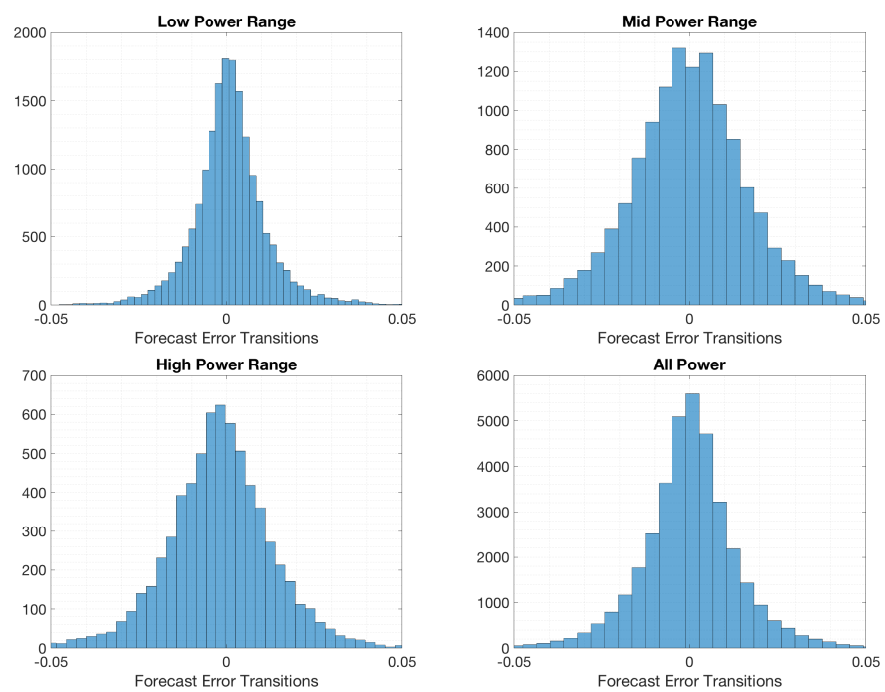 Low Power Range
2000
1500
1000
500
0
-0.05 0 0.05
Forecast Error Transitions
Mid Power Range
1400
1200
1000
800
600
400
200
0
-0.05 0 0.05
Forecast Error Transitions
High Power Range
700
600
500
400
300
200
100
0
-0.05 0 0.05
Forecast Error Transitions
All Power
6000
5000
4000
3000
2000
1000
0
-0.05 0 0.05
Forecast Error Transitions